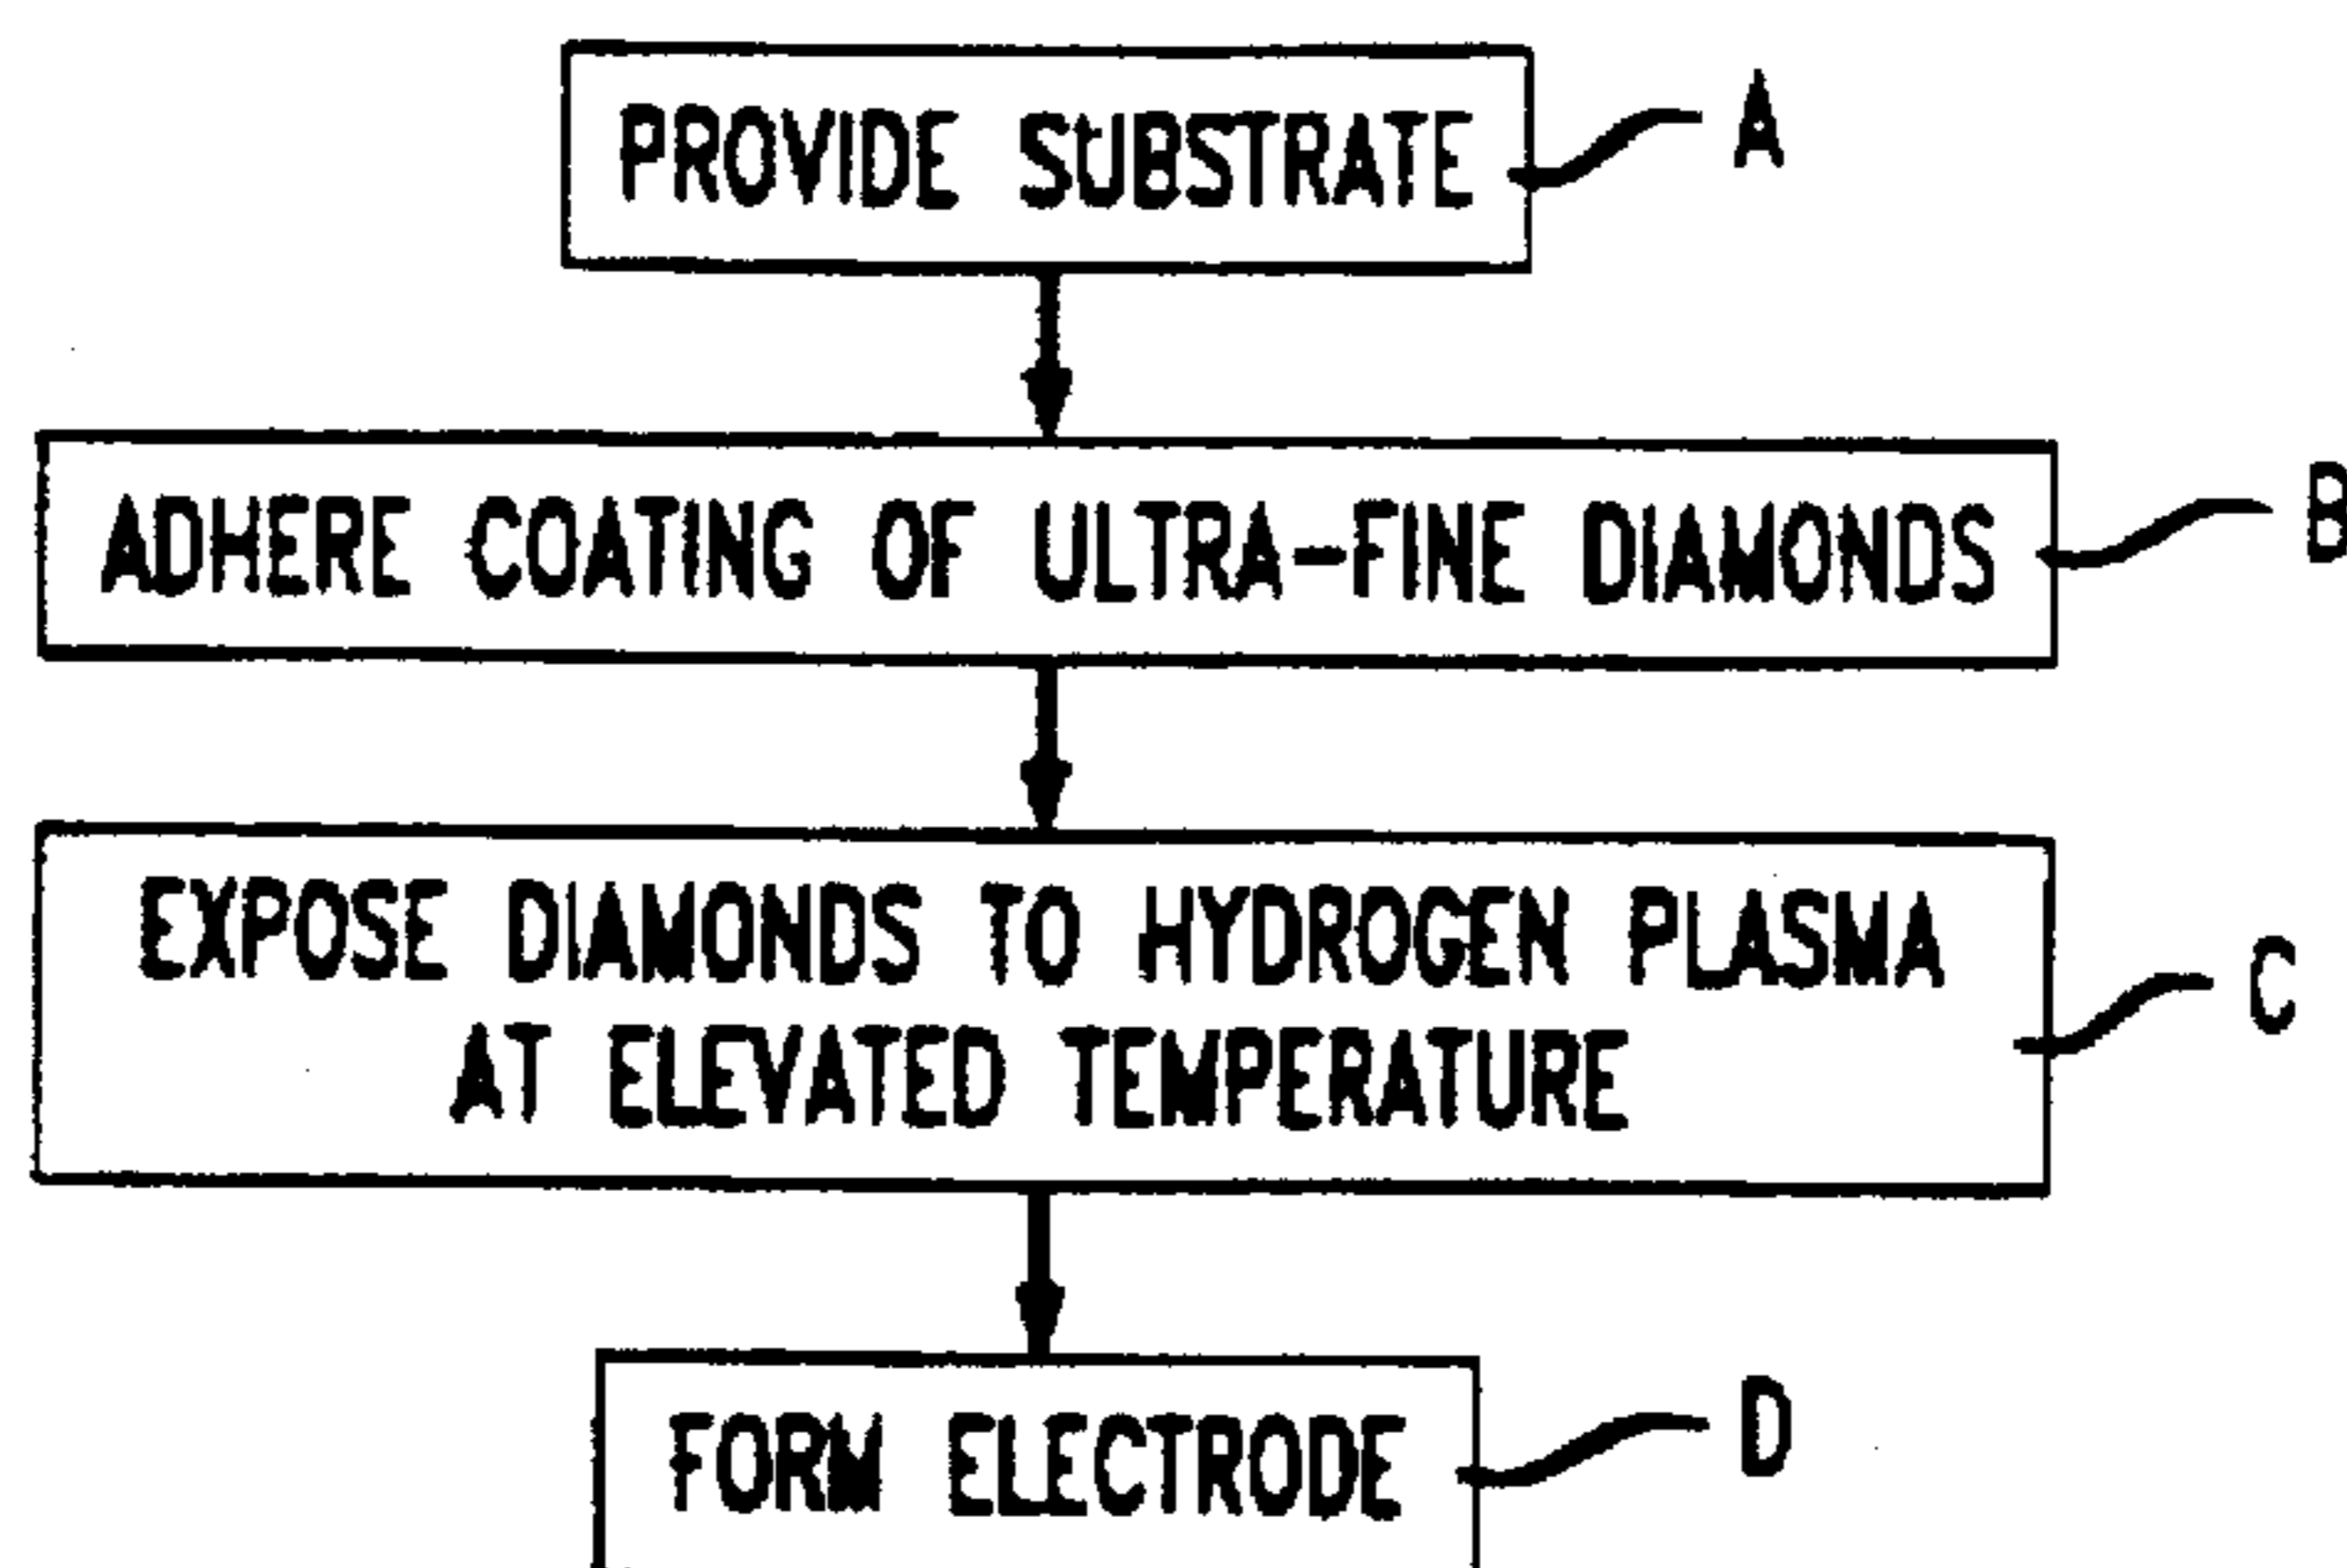 PROVIDE SUBSTRATE
A
ADHERE COATING OF ULTRA-FINE DIAMONDS
B
EXPOSE DIAMONDS TO HYDROGEN PLASMA
AT ELEVATED TEMPERATURE
C
FORM ELECTRODE
D